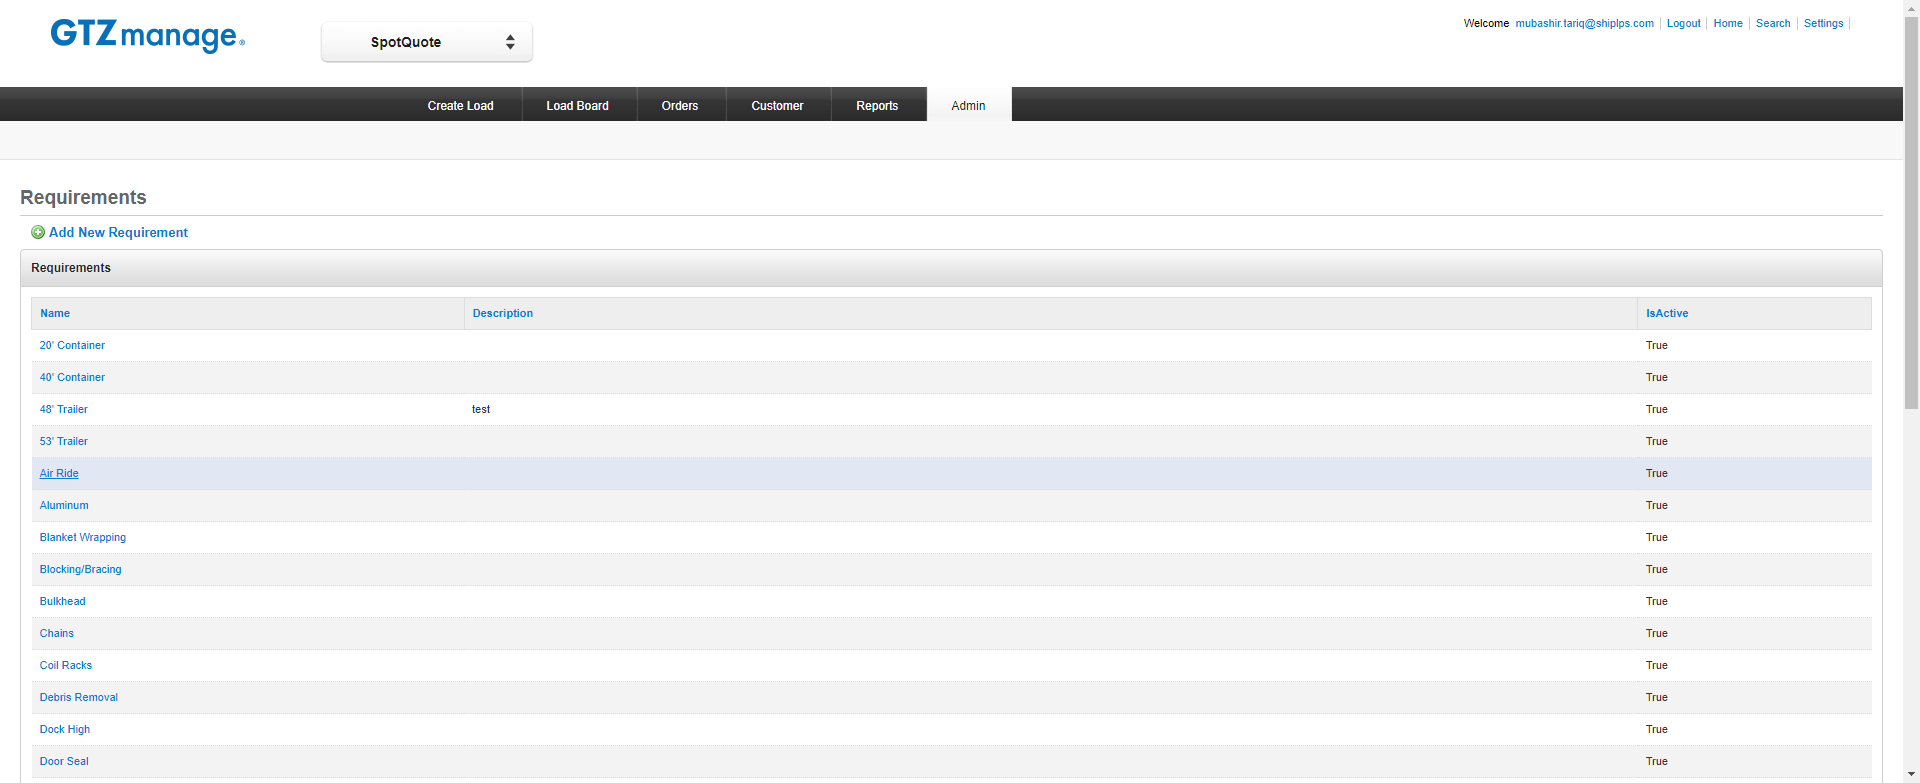 GTZmanage®
SpotQuote
Welcome mubashir.tariq@shiplps.com Logout Home Search Settings
Create Load Load Board Orders Customer Reports Admin
Requirements
Add New Requirement
Requirements
Name Description IsActive
20' Container True
40' Container True
48' Trailer test True
53' Trailer True
Air Ride True
Aluminum True
Blanket Wrapping True
Blocking/Bracing True
Bulkhead True
Chains True
Coil Racks True
Debris Removal True
Dock High True
Door Seal True